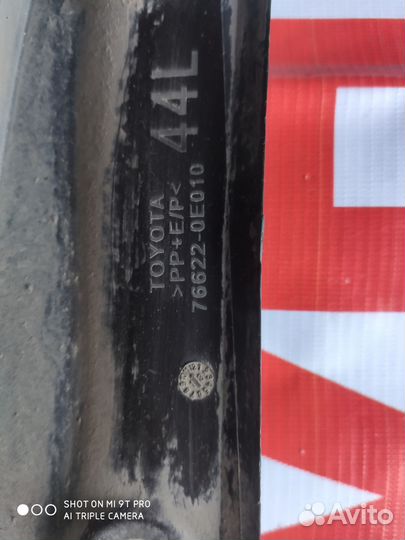 TOYOTA
>PP+E/P<
76622-0E010
44L
SHOT ON MI 9T PRO
AI TRIPLE CAMERA
Avito